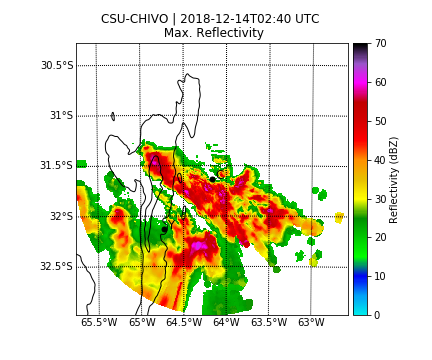 CSU-CHIVO | 2018-12-14T02:40 UTC
Max. Reflectivity
30.5°S
31°S
31.5°S
32°S
32.5°S
65.5°W 65°W 64.5°W 64°W 63.5°W 63°W
70
60
50
40
30
20
10
0
Reflectivity (dBZ)